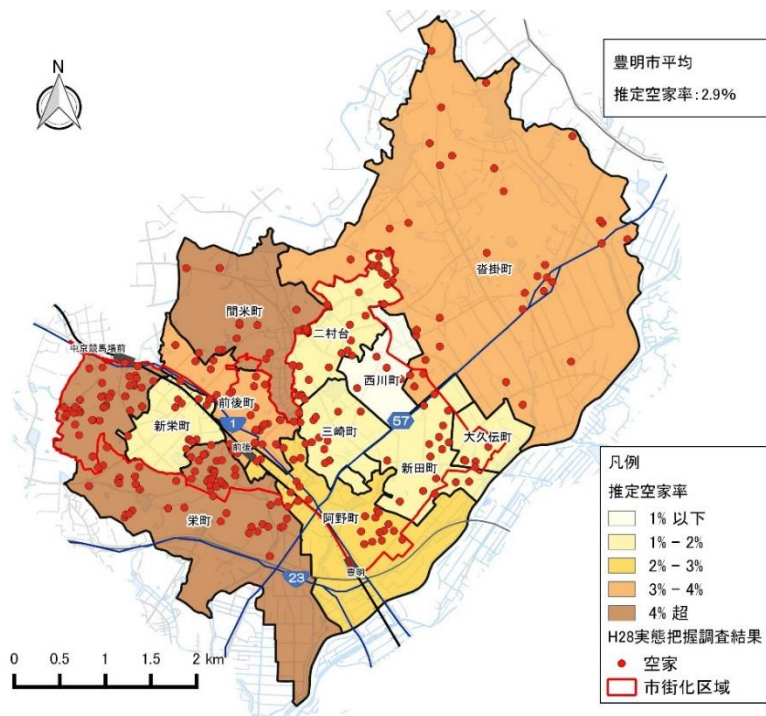 豊明市平均
推定空家率:2.9%
N
沓掛町
間米町
二村台
中京競馬場前
西川町
前後町
1
57
新栄町
三崎町
大久伝町
前後
新田町
栄町
阿野町
豊明
23
0 0.5 1 1.5 2 km
凡例
推定空家率
1% 以下
1% - 2%
2% - 3%
3% - 4%
4% 超
H28実態把握調査結果
空家
市街化区域